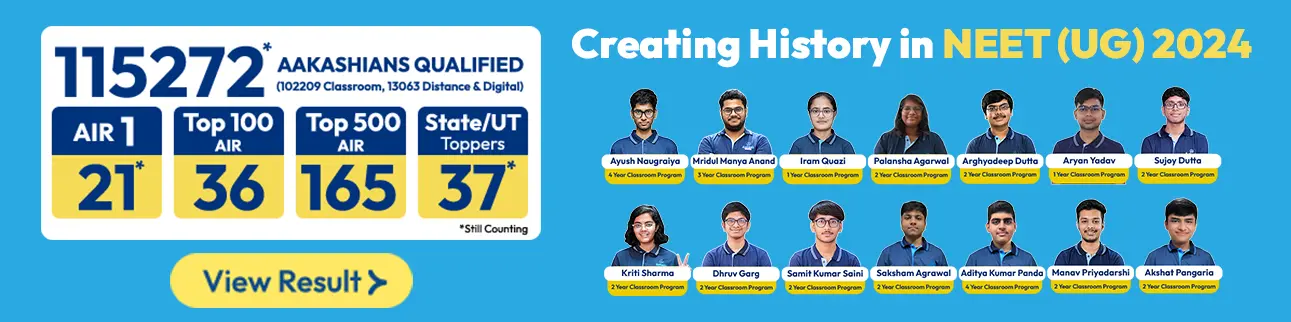 115272* AAKASHIANS QUALIFIED
(102209 Classroom, 13063 Distance & Digital)
AIR 1
21*
Top 100
AIR
36
Top 500
AIR
165
State/UT
Toppers
37*
*Still Counting
View Result
Creating History in NEET (UG) 2024
Ayush Naugraiya
4 Year Classroom Program
Mridul Manya Anand
3 Year Classroom Program
Iram Quazi
1 Year Classroom Program
Palansha Agarwal
2 Year Classroom Program
Arghyadeep Dutta
2 Year Classroom Program
Aryan Yadav
1 Year Classroom Program
Sujoy Dutta
2 Year Classroom Program
Kriti Sharma
2 Year Classroom Program
Dhruv Garg
2 Year Classroom Program
Samit Kumar Saini
2 Year Classroom Program
Saksham Agrawal
2 Year Classroom Program
Aditya Kumar Panda
4 Year Classroom Program
Manav Priyadarshi
2 Year Classroom Program
Akshat Pangaria
2 Year Classroom Program